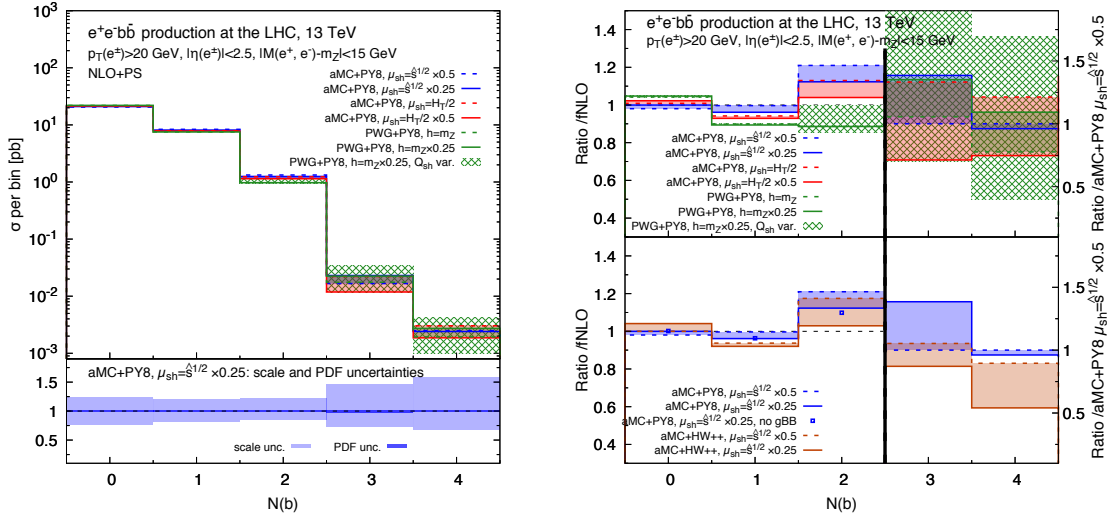 e⁺e⁻bb̄ production at the LHC, 13 TeV
p_T(e^±)>20 GeV, |η(e^±)|<2.5, |M(e⁺, e⁻)-m_Z|<15 GeV
NLO+PS
aMC+PY8, μ_sh=ŝ^1/2 ×0.5
aMC+PY8, μ_sh=ŝ^1/2 ×0.25
aMC+PY8, μ_sh=H_T/2
aMC+PY8, μ_sh=H_T/2 ×0.5
PWG+PY8, h=m_Z
PWG+PY8, h=m_Z×0.25
PWG+PY8, h=m_Z×0.25, Q_sh var.
σ per bin [pb]
10³
10²
10¹
10⁰
10⁻¹
10⁻²
10⁻³
aMC+PY8, μ_sh=ŝ^1/2 ×0.25: scale and PDF uncertainties
1.5
1
0.5
scale unc.
PDF unc.
0 1 2 3 4
N(b)
e⁺e⁻bb̄ production at the LHC, 13 TeV
p_T(e^±)>20 GeV, |η(e^±)|<2.5, |M(e⁺, e⁻)-m_Z|<15 GeV
Ratio /fNLO
1.4
1.2
1
0.8
0.6
0.4
aMC+PY8, μ_sh=ŝ^1/2 ×0.5
aMC+PY8, μ_sh=ŝ^1/2 ×0.25
aMC+PY8, μ_sh=H_T/2
aMC+PY8, μ_sh=H_T/2 ×0.5
PWG+PY8, h=m_Z
PWG+PY8, h=m_Z×0.25
PWG+PY8, h=m_Z×0.25, Q_sh var.
1.5
1
0.5
Ratio /aMC+PY8 μ_sh=ŝ^1/2 ×0.5
Ratio /fNLO
1.4
1.2
1
0.8
0.6
0.4
aMC+PY8, μ_sh=ŝ^1/2 ×0.5
aMC+PY8, μ_sh=ŝ^1/2 ×0.25
aMC+PY8, μ_sh=ŝ^1/2 ×0.25, no gBB
aMC+HW++, μ_sh=ŝ^1/2 ×0.5
aMC+HW++, μ_sh=ŝ^1/2 ×0.25
1.5
1
0.5
Ratio /aMC+PY8 μ_sh=ŝ^1/2 ×0.5
0 1 2 3 4
N(b)